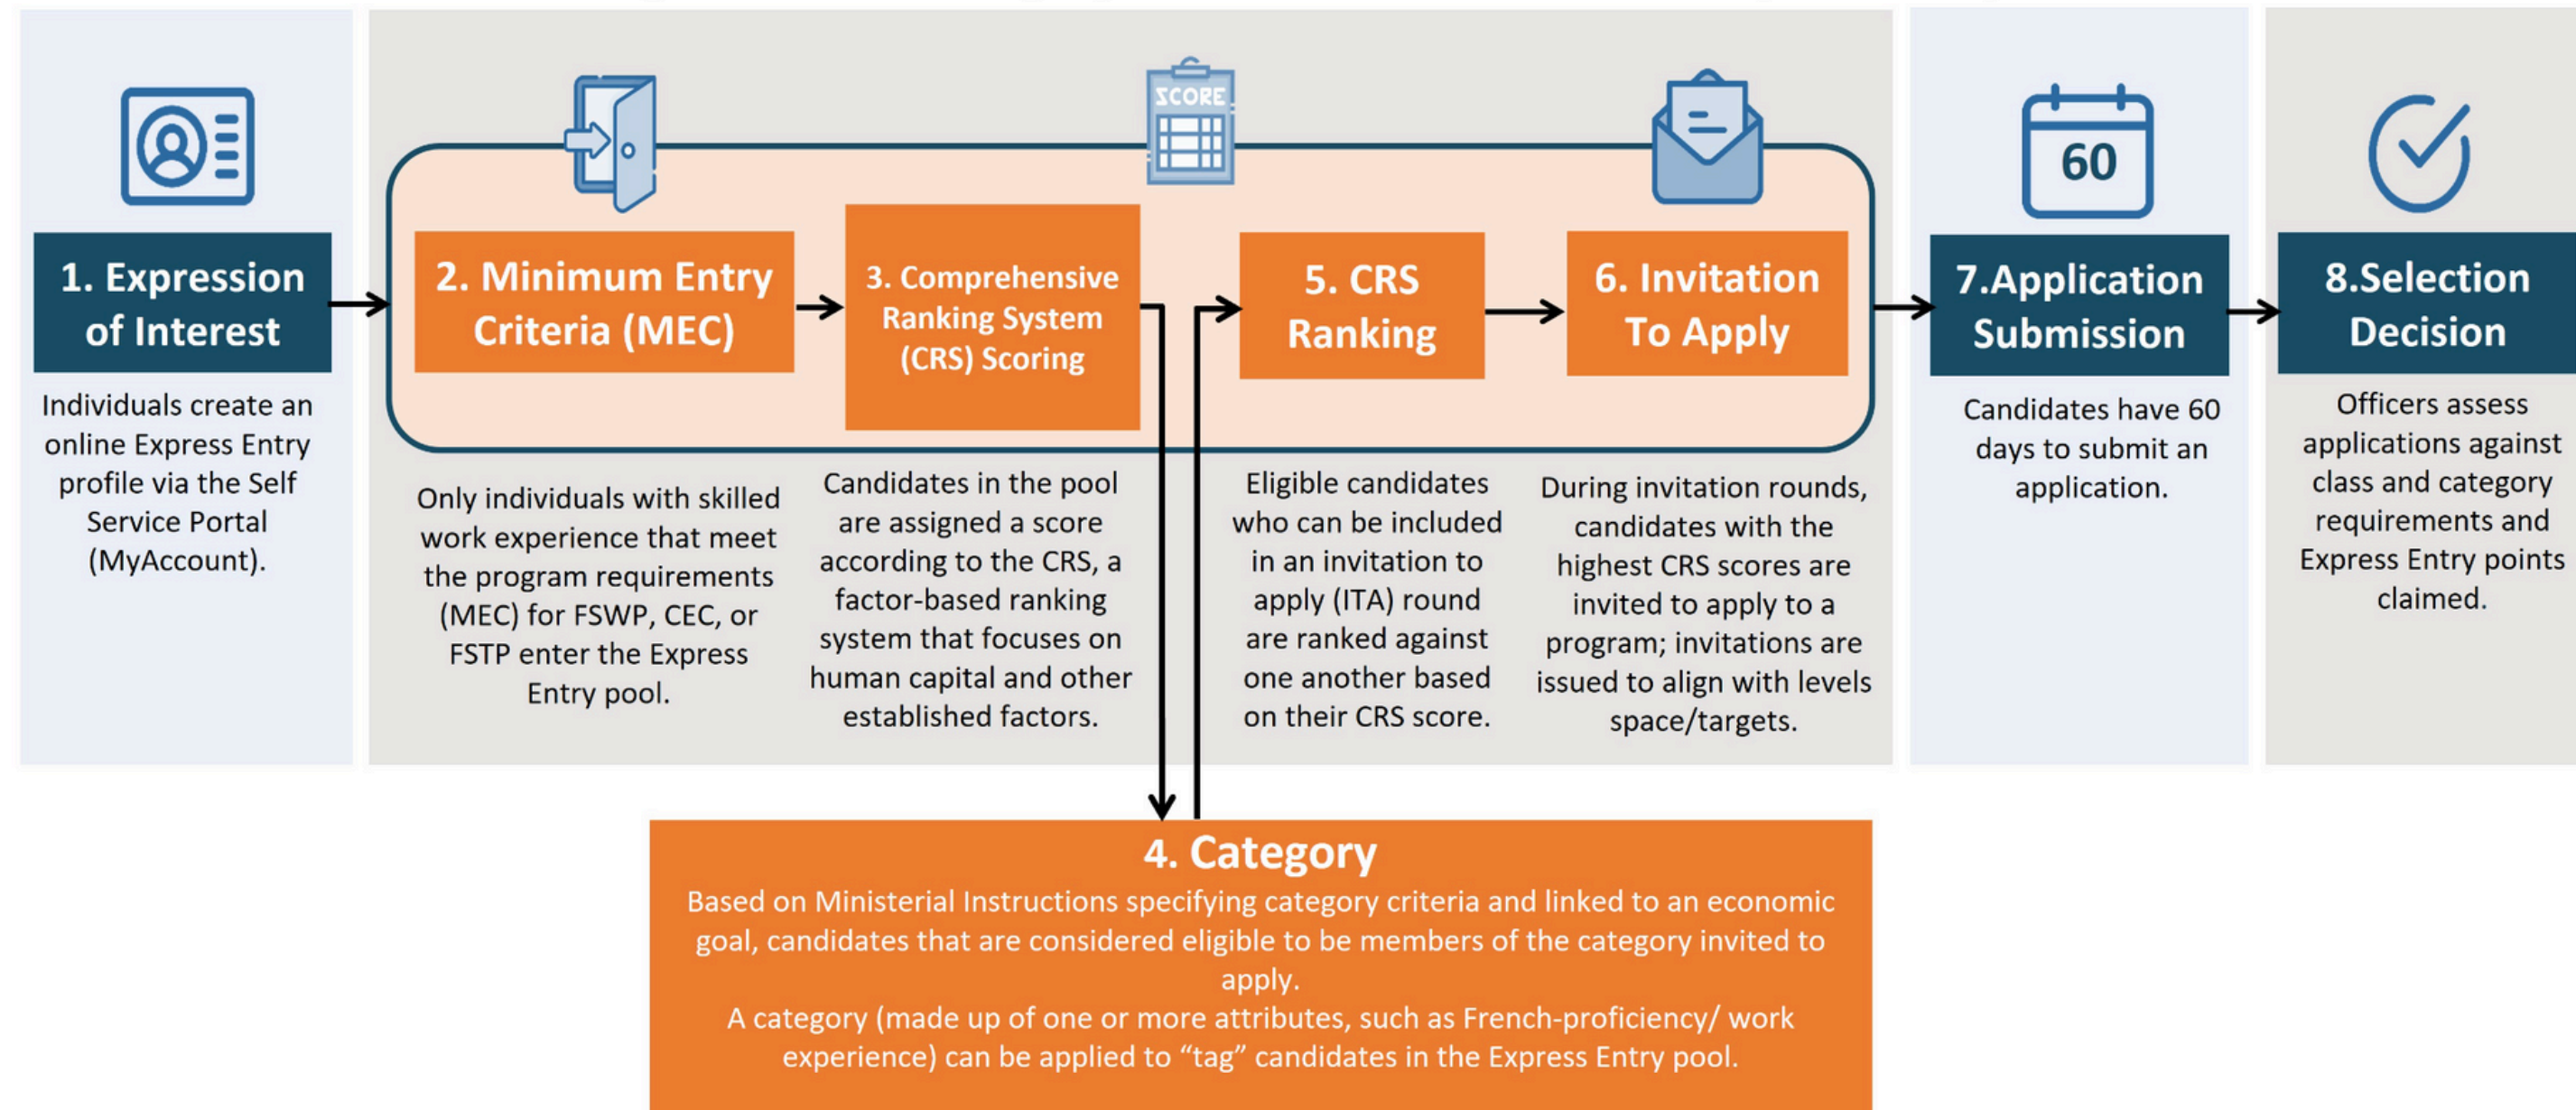 SCORE
60
1. Expression
of Interest
Individuals create an
online Express Entry
profile via the Self
Service Portal
(MyAccount).
2. Minimum Entry
Criteria (MEC)
Only individuals with skilled
work experience that meet
the program requirements
(MEC) for FSWP, CEC, or
FSTP enter the Express
Entry pool.
3. Comprehensive
Ranking System
(CRS) Scoring
Candidates in the pool
are assigned a score
according to the CRS, a
factor-based ranking
system that focuses on
human capital and other
established factors.
4. Category
Based on Ministerial Instructions specifying category criteria and linked to an economic
goal, candidates that are considered eligible to be members of the category invited to
apply.
A category (made up of one or more attributes, such as French-proficiency/ work
experience) can be applied to “tag” candidates in the Express Entry pool.
5. CRS
Ranking
Eligible candidates
who can be included
in an invitation to
apply (ITA) round
are ranked against
one another based
on their CRS score.
6. Invitation
To Apply
During invitation rounds,
candidates with the
highest CRS scores are
invited to apply to a
program; invitations are
issued to align with levels
space/targets.
7.Application
Submission
Candidates have 60
days to submit an
application.
8.Selection
Decision
Officers assess
applications against
class and category
requirements and
Express Entry points
claimed.